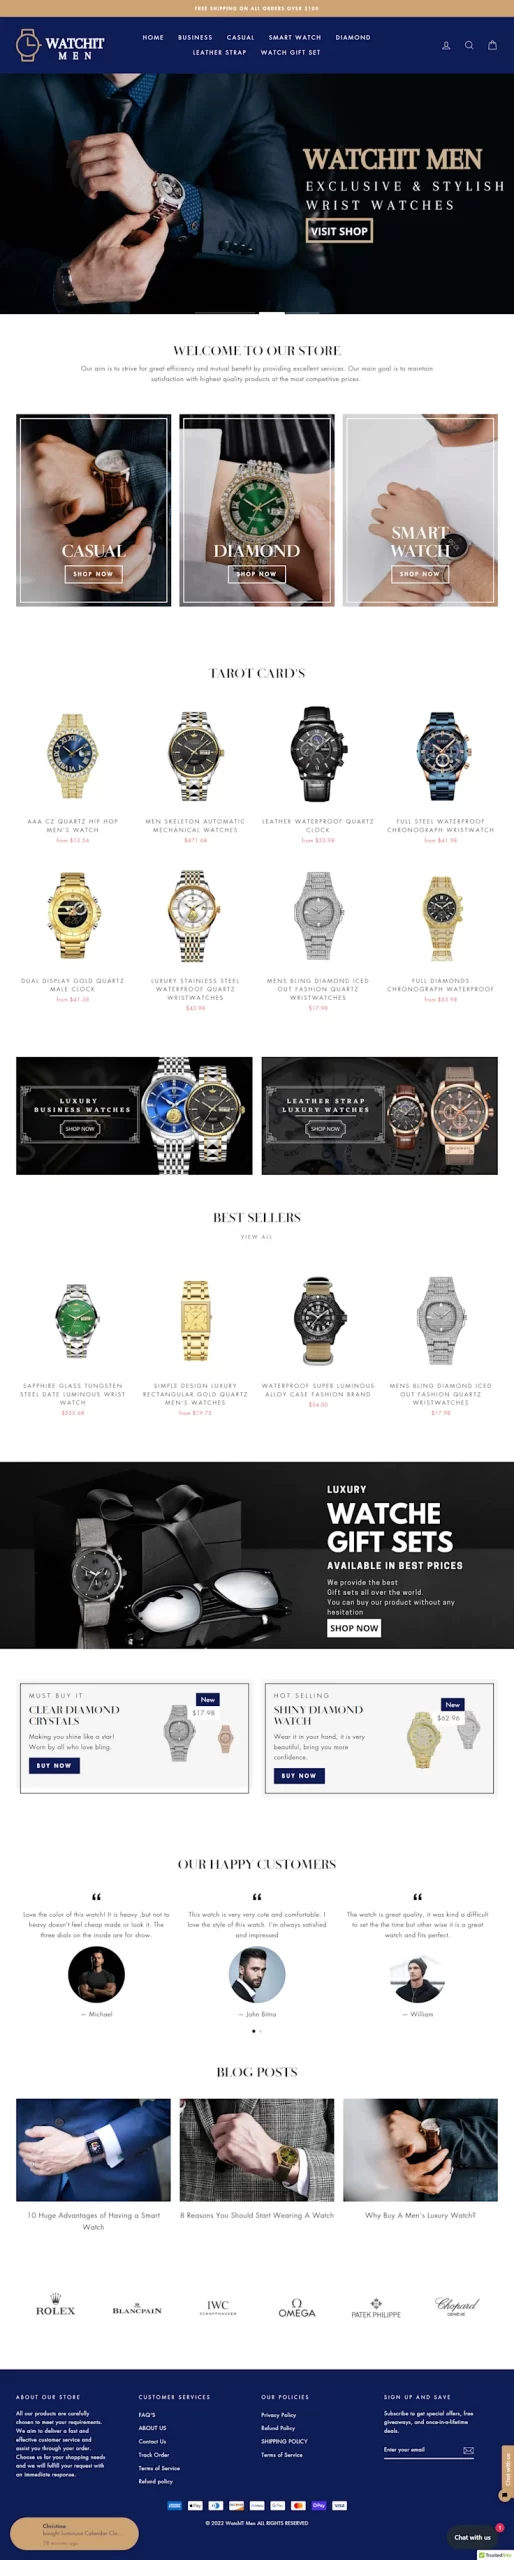 FREE SHIPPING ON ALL ORDERS OVER $100
WATCHIT
MEN
HOME BUSINESS CASUAL SMART WATCH DIAMOND
LEATHER STRAP WATCH GIFT SET
WATCHIT MEN
EXCLUSIVE & STYLISH
WRIST WATCHES
VISIT SHOP
WELCOME TO OUR STORE
Our aim is to strive for great efficiency and mutual benefit by providing excellent services. Our main goal is to maintain
satisfaction with highest quality products at the most competitive prices.
CASUAL
SHOP NOW
DIAMOND
SHOP NOW
SMART
WATCH
SHOP NOW
TAROT CARD'S
AAA CZ QUARTZ HIP HOP
MEN'S WATCH
MEN SKELETON AUTOMATIC
MECHANICAL WATCHES
$471.68
LEATHER WATERPROOF QUARTZ
CLOCK
from $33.98
FULL STEEL WATERPROOF
CHRONOGRAPH WRISTWATCH
from $41.98
DUAL DISPLAY GOLD QUARTZ
MALE CLOCK
from $41.38
LUXURY STAINLESS STEEL
WATERPROOF QUARTZ
WRISTWATCHES
MENS BLING DIAMOND ICED
OUT FASHION QUARTZ
WRISTWATCHES
$17.98
FULL DIAMONDS
CHRONOGRAPH WATERPROOF
from $53.98
LUXURY
BUSINESS WATCHES
SHOP NOW
LEATHER STRAP
LUXURY WATCHES
SHOP NOW
BEST SELLERS
VIEW ALL
SAPPHIRE GLASS TUNGSTEN
STEEL DATE LUMINOUS WRIST
WATCH
SIMPLE DESIGN LUXURY
RECTANGULAR GOLD QUARTZ
MEN'S WATCHES
from $19.72
WATERPROOF SUPER LUMINOUS
ALLOY CASE FASHION BRAND
MENS BLING DIAMOND ICED
OUT FASHION QUARTZ
WRISTWATCHES
$17.98
LUXURY
WATCHE
GIFT SETS
AVAILABLE IN BEST PRICES
We provide the best
Gift sets all over the world.
You can buy our product without any
hesitation
SHOP NOW
MUST BUY IT
CLEAR DIAMOND
CRYSTALS
Making you shine like a star!
Worn by all who love bling.
BUY NOW
New
$17.98
HOT SELLING
SHINY DIAMOND
WATCH
Wear it in your hand, it is very
beautiful, bring you more
confidence.
BUY NOW
New
$62.96
OUR HAPPY CUSTOMERS
“
Love the color of this watch! It is heavy ,but not to
heavy doesn't feel cheap made or look it. The
three dials on the inside are for show.
— Michael
“
This watch is very very cute and comfortable. I
love the style of this watch. I'm always satisfied
and impressed
— John Bitna
“
The watch is great quality, it was kind a difficult
to set the the time but other wise it is a great
watch and fits perfect.
— William
BLOG POSTS
10 Huge Advantages of Having a Smart
Watch
8 Reasons You Should Start Wearing A Watch
Why Buy A Men's Luxury Watch?
ROLEX
BLANCPAIN
IWC
SCHAFFHAUSEN
Ω
OMEGA
PATEK PHILIPPE
Chopard
GENÈVE
ABOUT OUR STORE
All our products are carefully
chosen to meet your requirements.
We aim to deliver a fast and
effective customer service and
assist you through your order.
Choose us for your shopping needs
and we will fulfill your request with
an immediate response.
CUSTOMER SERVICES
FAQ'S
ABOUT US
Contact Us
Track Order
Terms of Service
Refund policy
OUR POLICIES
Privacy Policy
Refund Policy
SHIPPING POLICY
Terms of Service
SIGN UP AND SAVE
Subscribe to get special offers, free
giveaways, and once-in-a-lifetime
deals.
Enter your email
VISA
© 2022 WatchIT Men ALL RIGHTS RESERVED
Christina
bought Luminous Calendar Chr...
18 minutes ago
Chat with us
Chat with us
1
TrustedSite